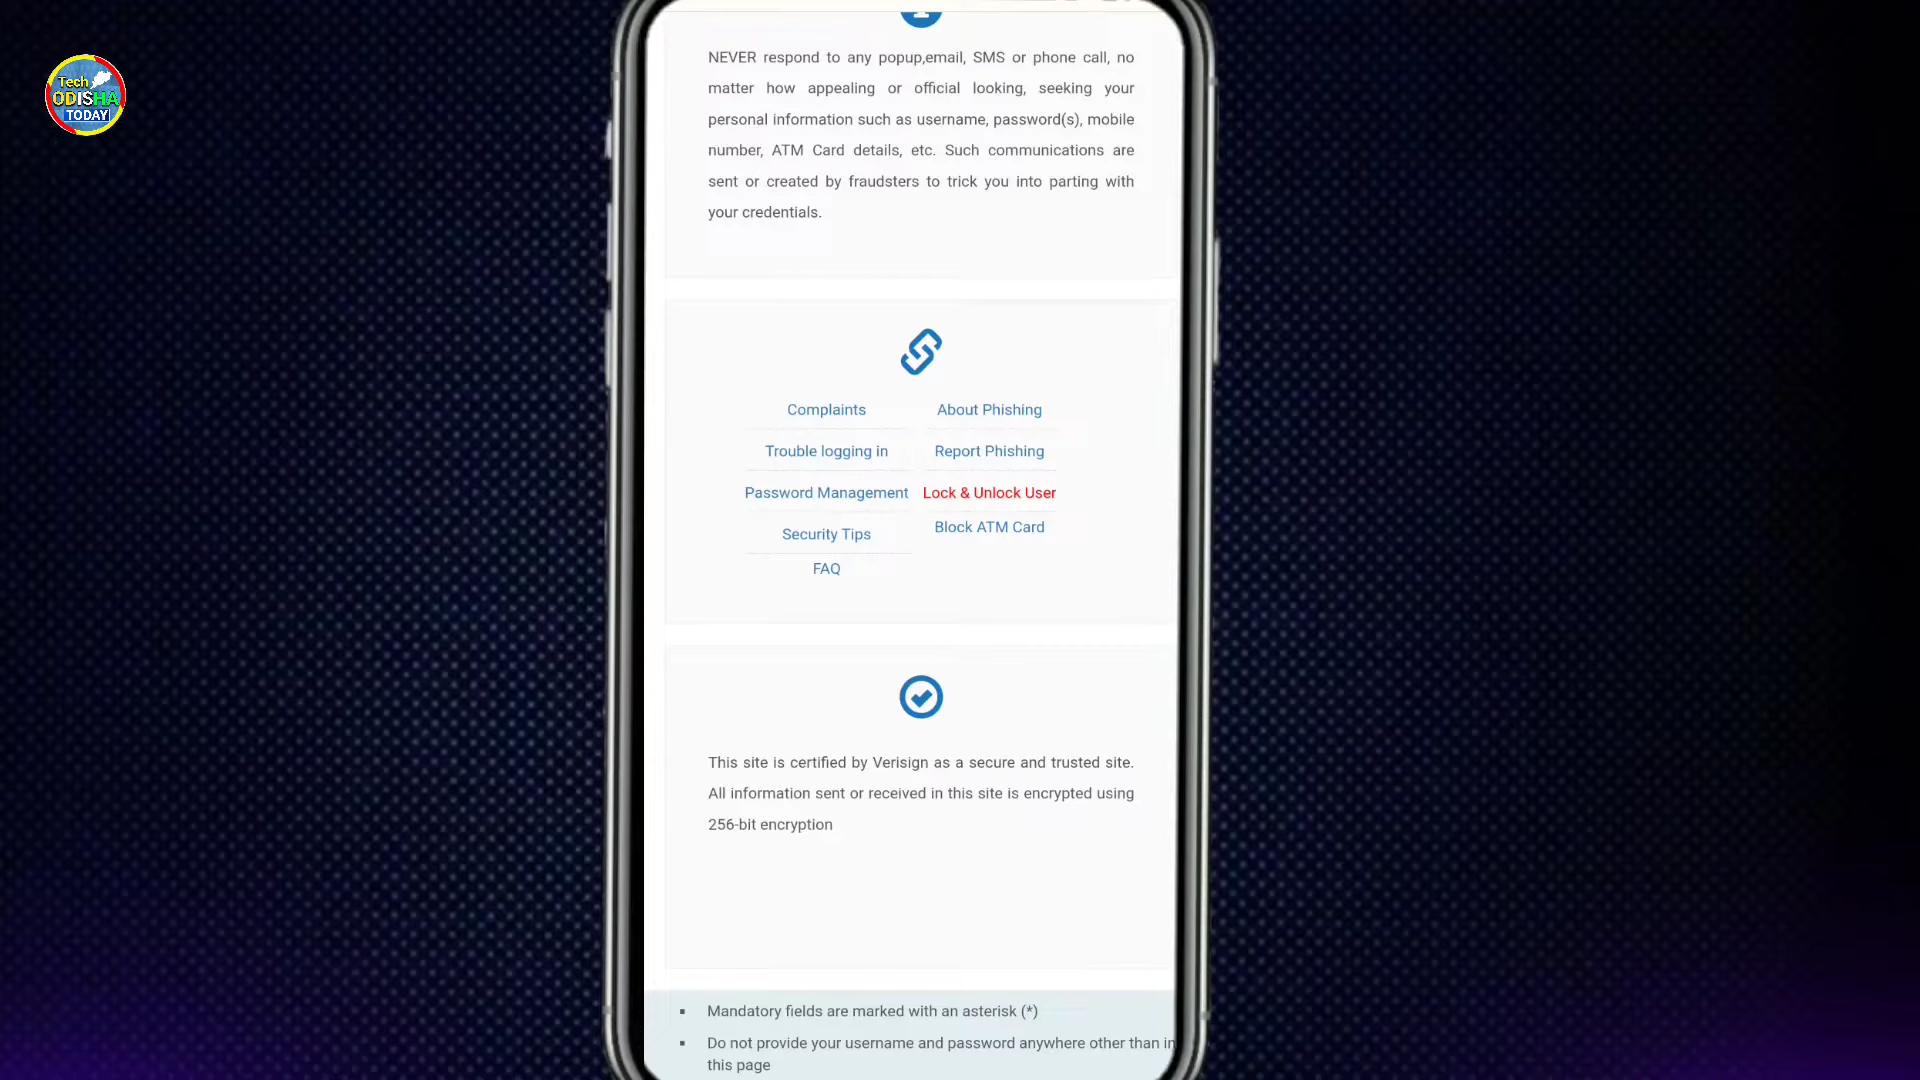 Tech
ODISHA
TODAY
NEVER respond to any popup,email, SMS or phone call, no
matter how appealing or official looking, seeking your
personal information such as username, password(s), mobile
number, ATM Card details, etc. Such communications are
sent or created by fraudsters to trick you into parting with
your credentials.
Complaints
About Phishing
Trouble logging in
Report Phishing
Password Management
Lock & Unlock User
Security Tips
Block ATM Card
FAQ
This site is certified by Verisign as a secure and trusted site.
All information sent or received in this site is encrypted using
256-bit encryption
Mandatory fields are marked with an asterisk (*)
Do not provide your username and password anywhere other than in
this page